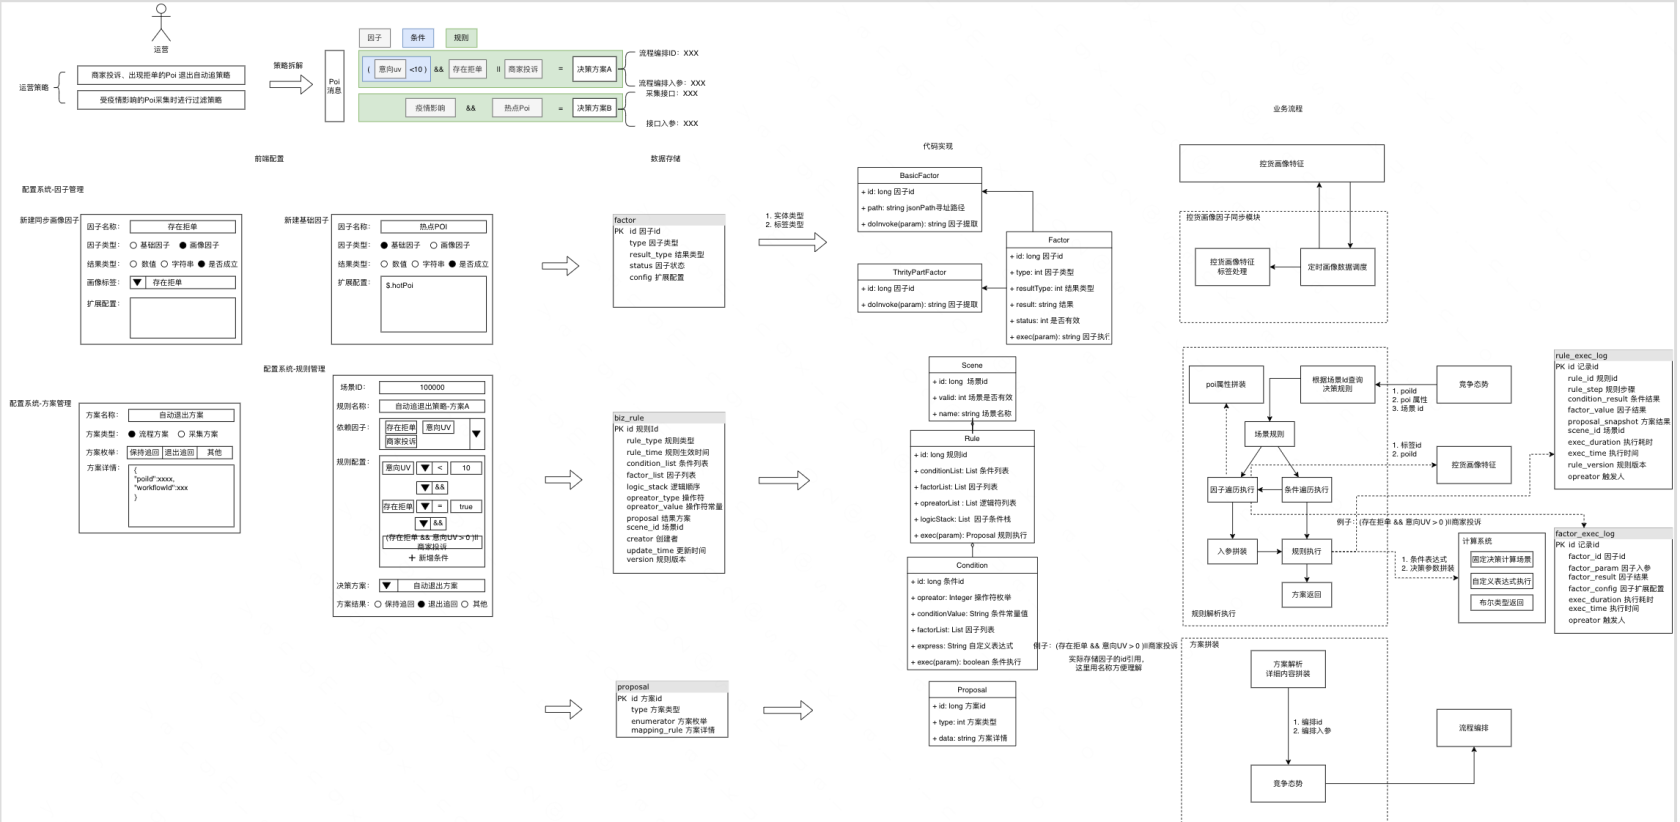 运营
运营策略
商家投诉，出现拒单的Poi 退出自动追策略
受疫情影响的Poi采集时进行过滤策略
策略拆解
Poi
消息
因子
条件
规则
( 意向uv <10 ) && 存在拒单 || 商家投诉 = 决策方案A
流程编排ID：XXX
流程编排入参：XXX
疫情影响 && 热点Poi = 决策方案B
采集接口：XXX
接口入参：XXX
前端配置
数据存储
代码实现
业务流程
配置系统-因子管理
新建同步画像因子
因子名称： 存在拒单
因子类型： 基础因子 画像因子
结果类型： 数值 字符串 是否成立
画像标签： 存在拒单
扩展配置：
新建基础因子
因子名称： 热点POI
因子类型： 基础因子 画像因子
结果类型： 数值 字符串 是否成立
扩展配置： $.hotPoi
factor
PK id 因子id
type 因子类型
result_type 结果类型
status 因子状态
config 扩展配置
1. 实体类型
2. 标签类型
BasicFactor
+ id: long 因子id
+ path: string jsonPath寻址路径
+ doInvoke(param): string 因子提取
ThrityPartFactor
+ id: long 因子id
+ doInvoke(param): string 因子提取
Factor
+ id: long 因子id
+ type: int 因子类型
+ resultType: int 结果类型
+ result: string 结果
+ status: int 是否有效
+ exec(param): string 因子执行
配置系统-方案管理
方案名称： 自动退出方案
方案类型： 流程方案 采集方案
方案枚举： 保持追回 退出追回 其他
方案详情： {
"poiId":xxxx,
"workflowId":xxx
}
配置系统-规则管理
场景ID： 100000
规则名称： 自动追退出策略-方案A
依赖因子： 存在拒单 意向UV
商家投诉
规则配置： 意向UV < 10
&&
存在拒单 = true
&&
(存在拒单 && 意向UV > 0 )||
商家投诉
+ 新增条件
决策方案： 自动退出方案
方案结果： 保持追回 退出追回 其他
biz_rule
PK id 规则Id
rule_type 规则类型
rule_time 规则生效时间
condition_list 条件列表
factor_list 因子列表
logic_stack 逻辑顺序
opreator_type 操作符
opreator_value 操作符常量
proposal 结果方案
scene_id 场景id
creator 创建者
update_time 更新时间
version 规则版本
proposal
PK id 方案id
type 方案类型
enumerator 方案枚举
mapping_rule 方案详情
Scene
+ id: long 场景id
+ valid: int 场景是否有效
+ name: string 场景名称
Rule
+ id: long 规则id
+ conditionList: List 条件列表
+ factorList: List 因子列表
+ opreatorList : List 逻辑符列表
+ logicStack: List 因子条件栈
+ exec(param): Proposal 规则执行
Condition
+ id: long 条件id
+ opreator: Integer 操作符枚举
+ conditionValue: String 条件常量值
+ factorList: List 因子列表
+ express: String 自定义表达式
+ exec(param): boolean 条件执行
例子：(存在拒单 && 意向UV > 0 )||商家投诉
实际存储因子的id引用，
这里用名称方便理解
Proposal
+ id: long 方案id
+ type: int 方案类型
+ data: string 方案详情
控货画像特征
控货画像因子同步模块
控货画像特征
标签处理
定时画像数据调度
poi属性拼装
根据场景Id查询
决策规则
竞争态势
1. poiId
2. poi 属性
3. 场景 id
场景规则
1. 标签id
2. poiId
控货画像特征
因子遍历执行
条件遍历执行
例子：(存在拒单 && 意向UV > 0 )||商家投诉
入参拼装
规则执行
1. 条件表达式
2. 决策参数拼装
方案返回
规则解析执行
计算系统
固定决策计算场景
自定义表达式执行
布尔类型返回
rule_exec_log
PK id 记录id
rule_id 规则id
rule_step 规则步骤
condition_result 条件结果
factor_value 因子结果
proposal_snapshot 方案结果
scene_id 场景id
exec_duration 执行耗时
exec_time 执行时间
rule_version 规则版本
opreator 触发人
factor_exec_log
PK id 记录id
factor_id 因子id
factor_param 因子入参
factor_result 因子结果
factor_config 因子扩展配置
exec_duration 执行耗时
exec_time 执行时间
opreator 触发人
方案拼装
方案解析
详细内容拼装
1. 编排id
2. 编排入参
竞争态势
流程编排